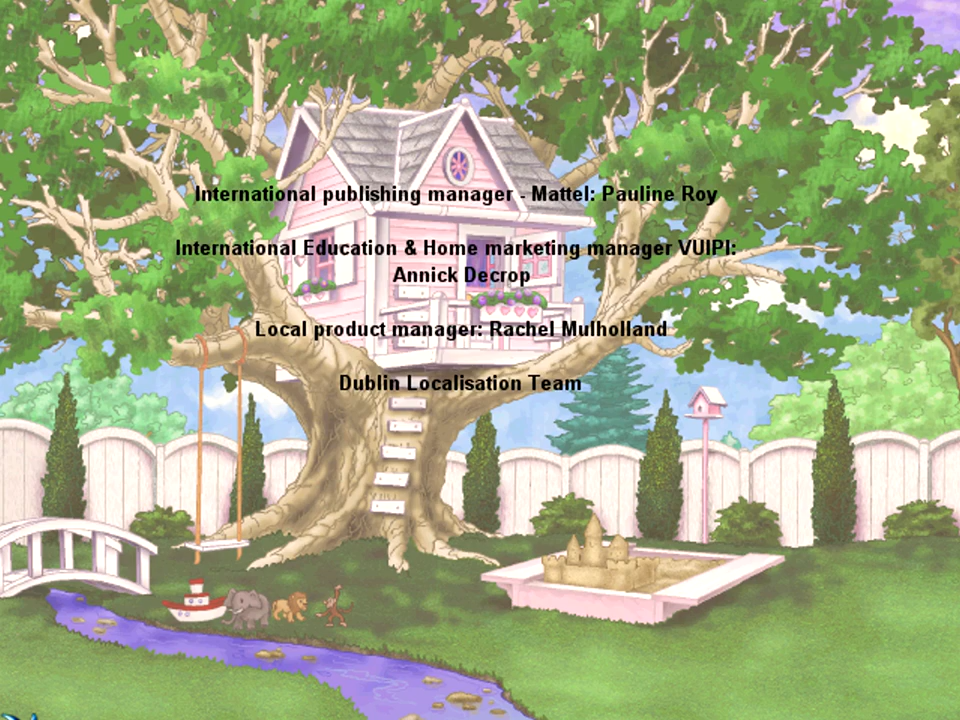 International publishing manager - Mattel: Pauline Roy
International Education & Home marketing manager VUIPI:
Annick Decrop
Local product manager: Rachel Mulholland
Dublin Localisation Team